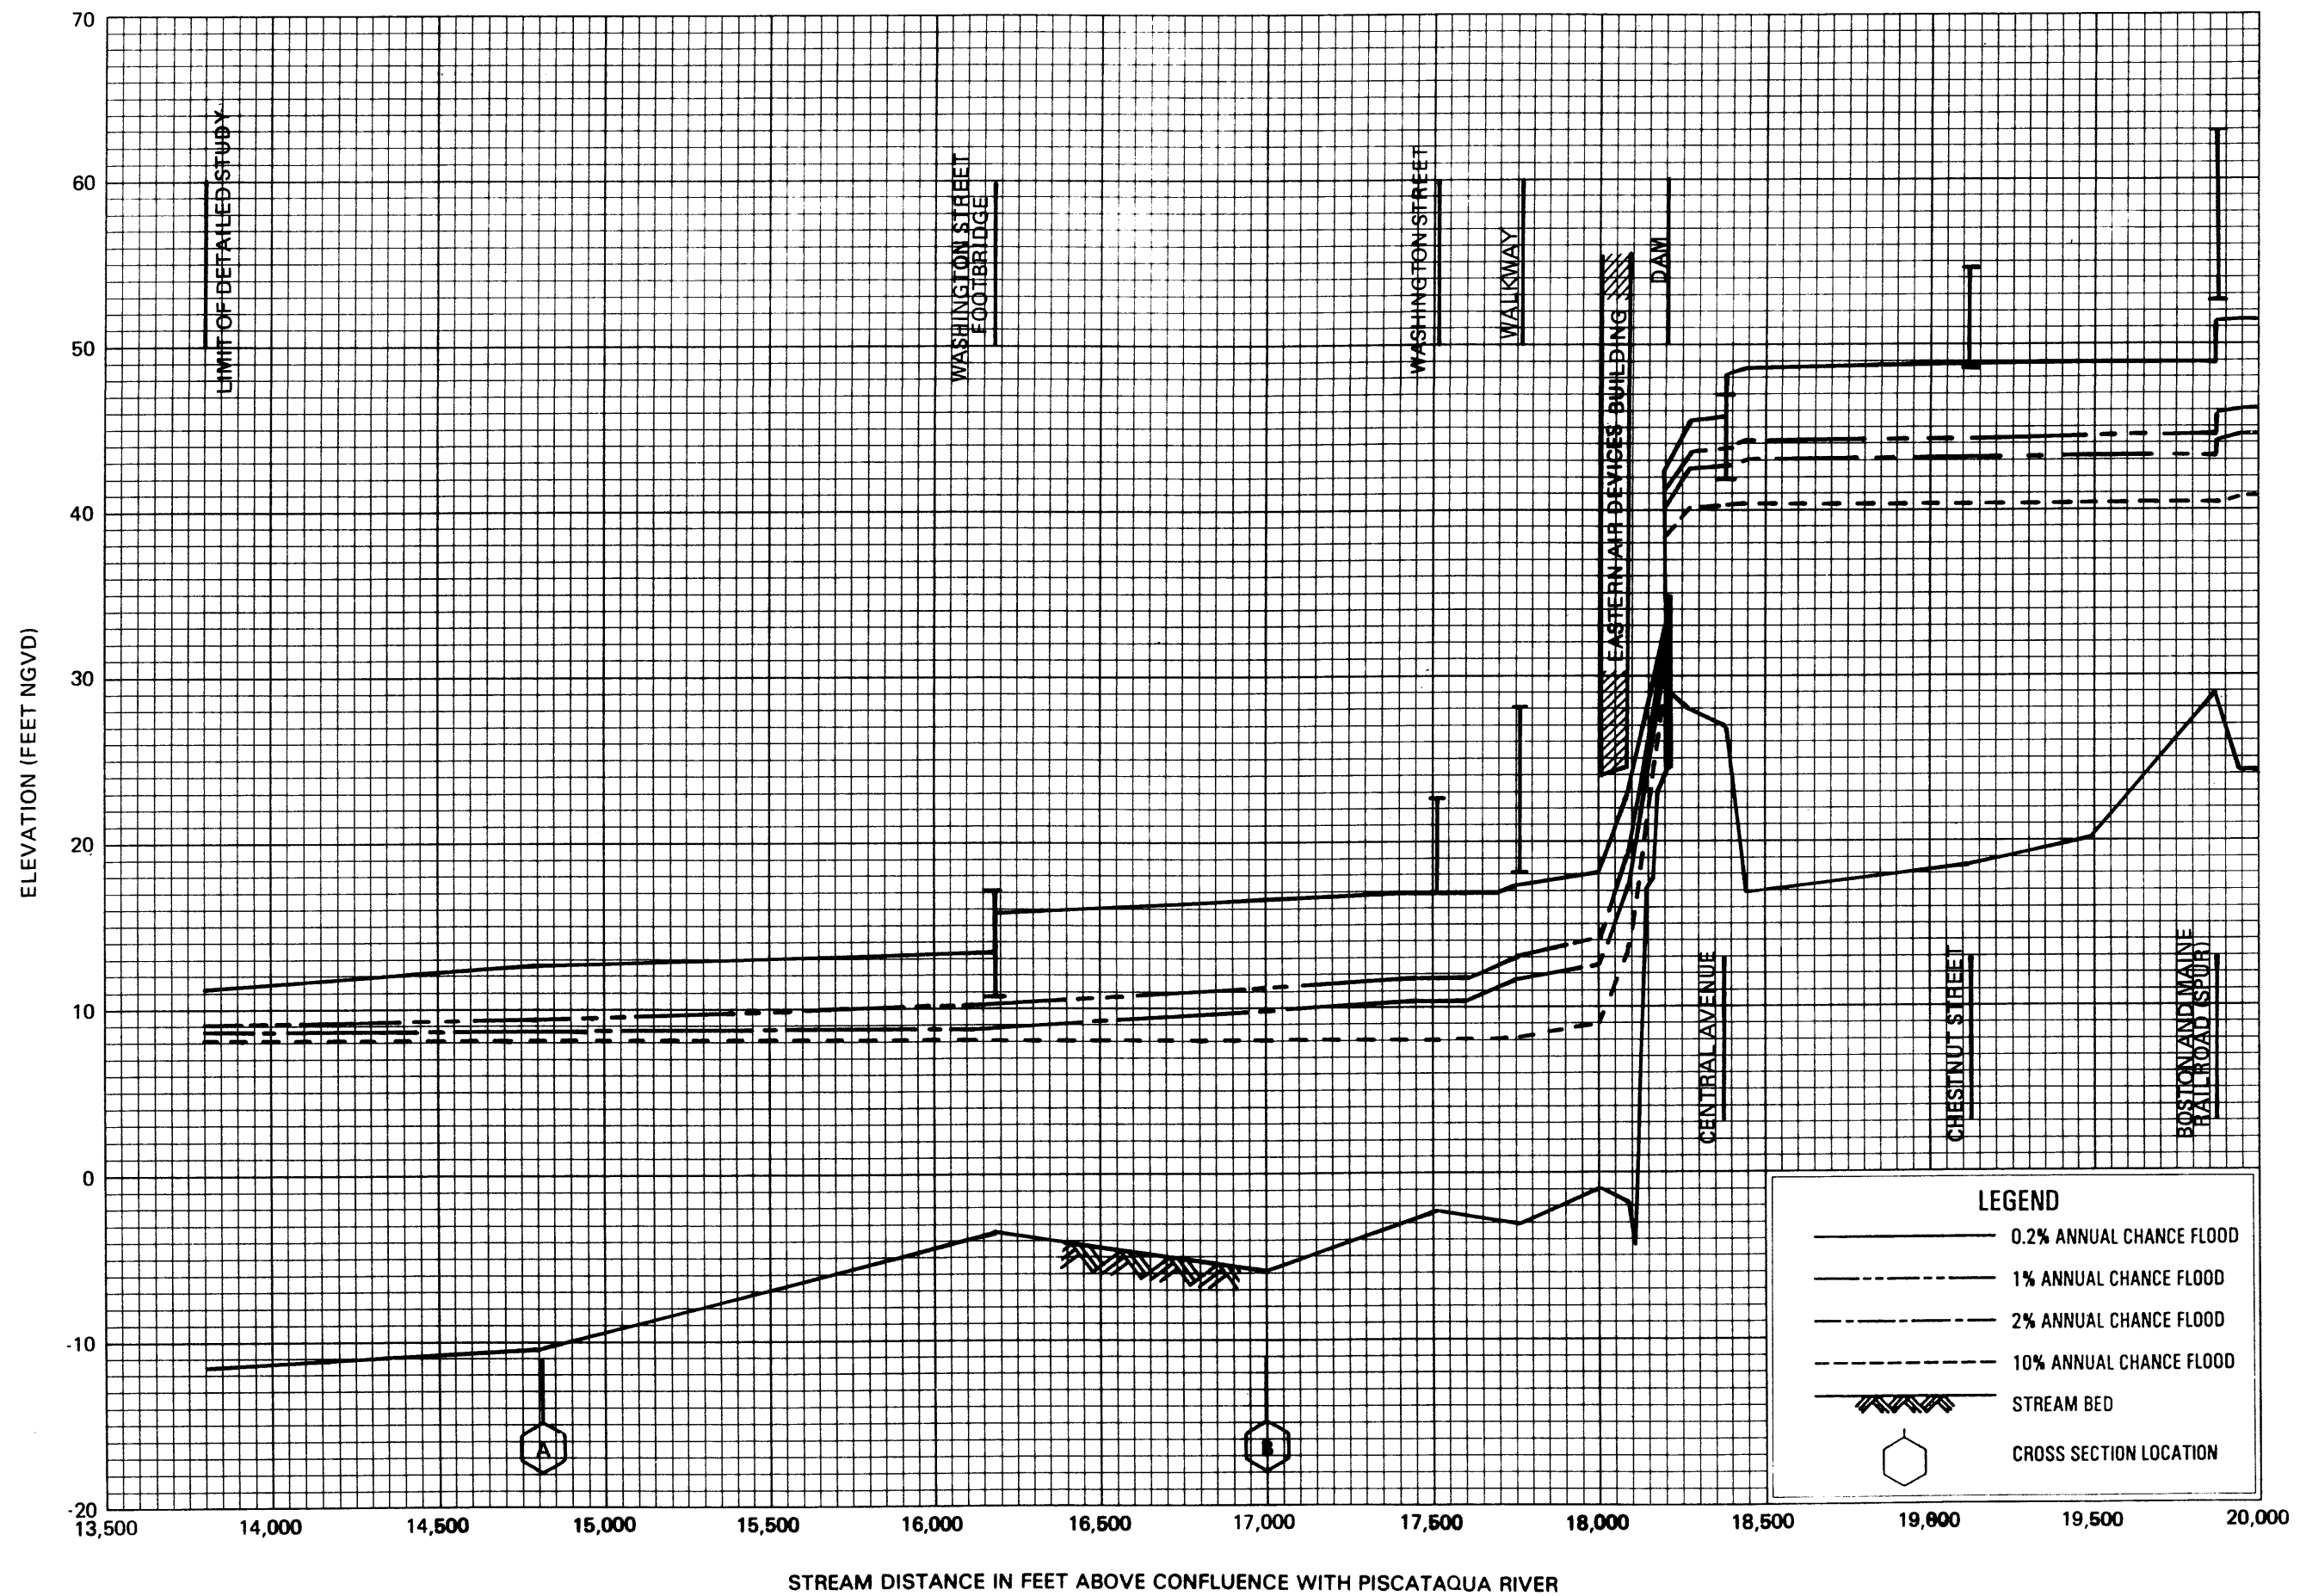 ELEVATION (FEET NGVD)
70
60
50
40
30
20
10
0
-10
-20
LIMIT OF DETAILED STUDY
WASHINGTON STREET
FOOTBRIDGE
WASHINGTON STREET
WALKWAY
EASTERN AIR DEVICES BUILDING
DAM
CENTRAL AVENUE
CHESTNUT STREET
BOSTON AND MAINE
RAILROAD (SPUR)
A
B
LEGEND
0.2% ANNUAL CHANCE FLOOD
1% ANNUAL CHANCE FLOOD
2% ANNUAL CHANCE FLOOD
10% ANNUAL CHANCE FLOOD
STREAM BED
CROSS SECTION LOCATION
13,500
14,000
14,500
15,000
15,500
16,000
16,500
17,000
17,500
18,000
18,500
19,000
19,500
20,000
STREAM DISTANCE IN FEET ABOVE CONFLUENCE WITH PISCATAQUA RIVER